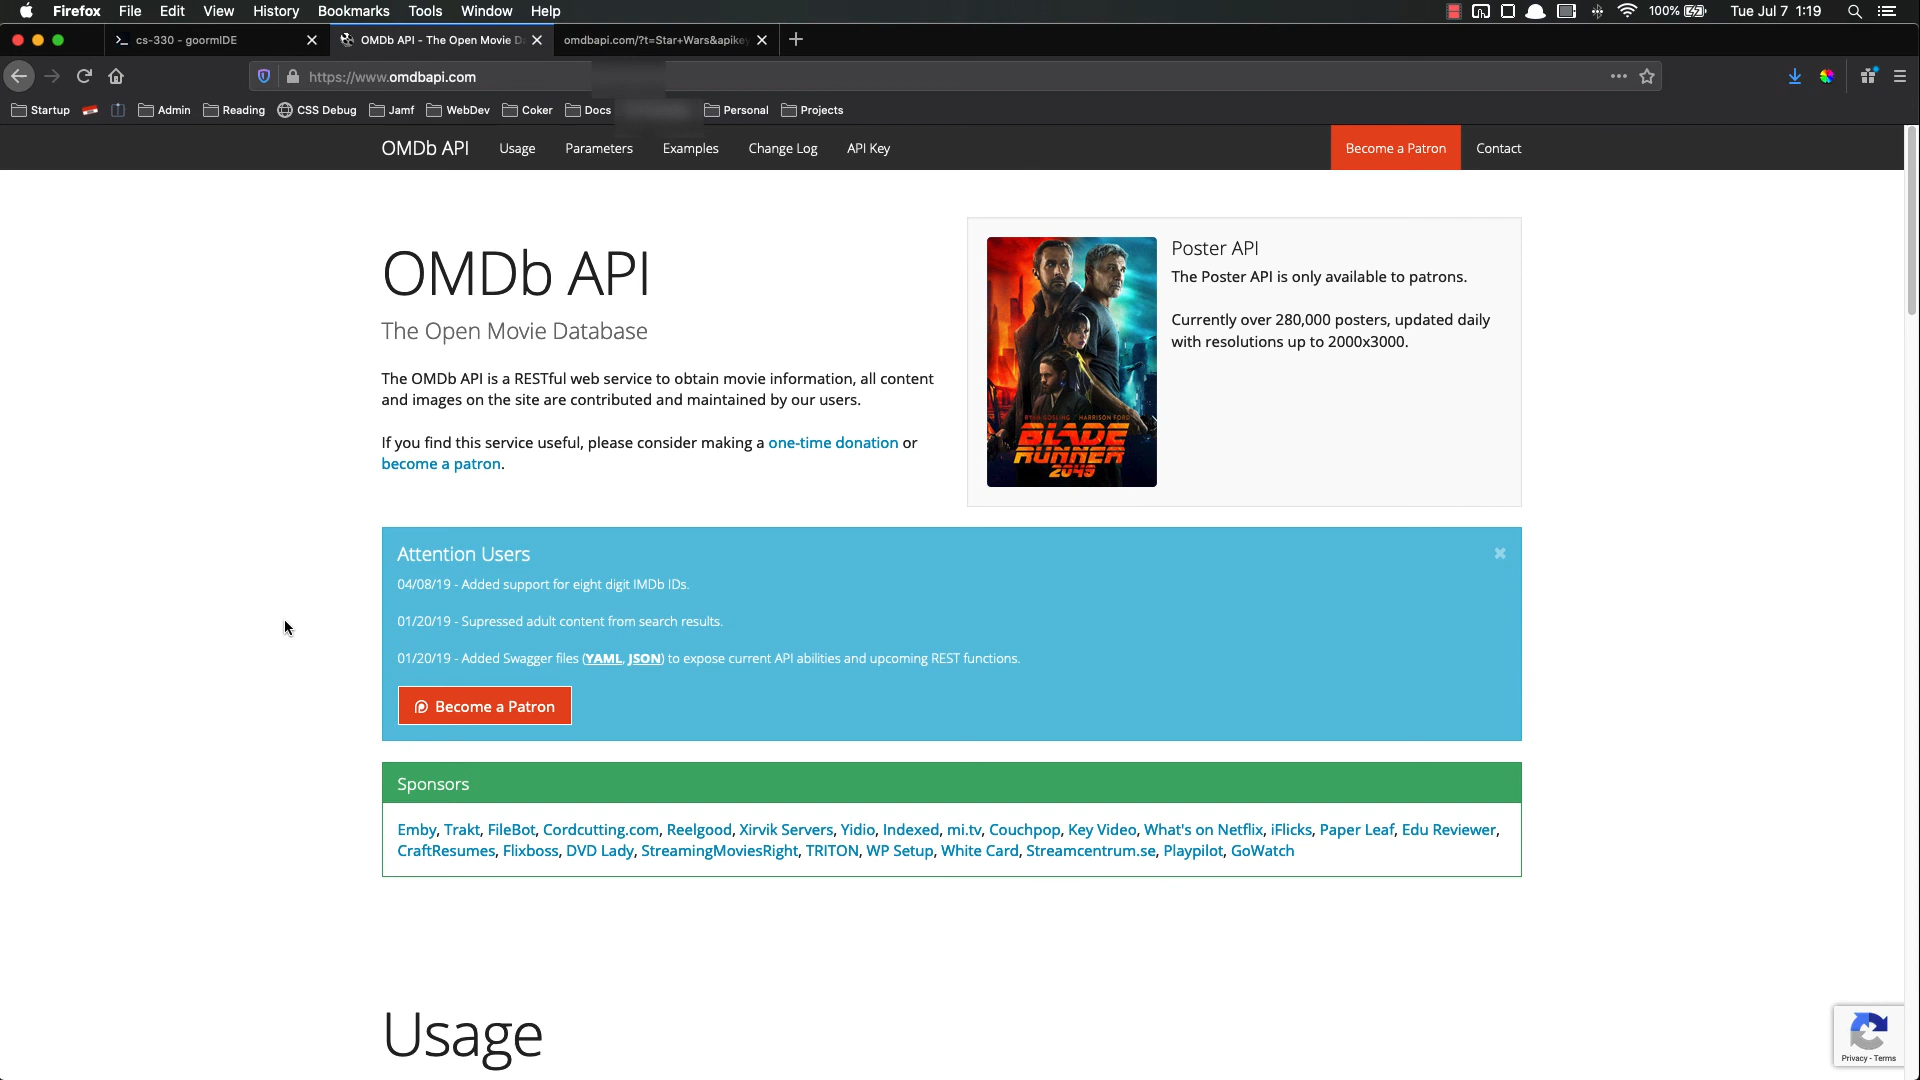 Firefox File Edit View History Bookmarks Tools Window Help 100% Tue Jul 7 1:19
cs-330 - goormIDE OMDb API - The Open Movie D omdbapi.com/?t=Star+Wars&apikey
https://www.omdbapi.com
Startup Admin Reading CSS Debug Jamf WebDev Coker Docs Personal Projects
OMDb API Usage Parameters Examples Change Log API Key Become a Patron Contact
OMDb API
The Open Movie Database
The OMDb API is a RESTful web service to obtain movie information, all content
and images on the site are contributed and maintained by our users.
If you find this service useful, please consider making a one-time donation or
become a patron.
Poster API
The Poster API is only available to patrons.
Currently over 280,000 posters, updated daily
with resolutions up to 2000x3000.
RYAN GOSLING HARRISON FORD
BLADE
RUNNER
2049
Attention Users
04/08/19 - Added support for eight digit IMDb IDs.
01/20/19 - Supressed adult content from search results.
01/20/19 - Added Swagger files (YAML, JSON) to expose current API abilities and upcoming REST functions.
Become a Patron
Sponsors
Emby, Trakt, FileBot, Cordcutting.com, Reelgood, Xirvik Servers, Yidio, Indexed, mi.tv, Couchpop, Key Video, What's on Netflix, iFlicks, Paper Leaf, Edu Reviewer,
CraftResumes, Flixboss, DVD Lady, StreamingMoviesRight, TRITON, WP Setup, White Card, Streamcentrum.se, Playpilot, GoWatch
Usage
Privacy - Terms